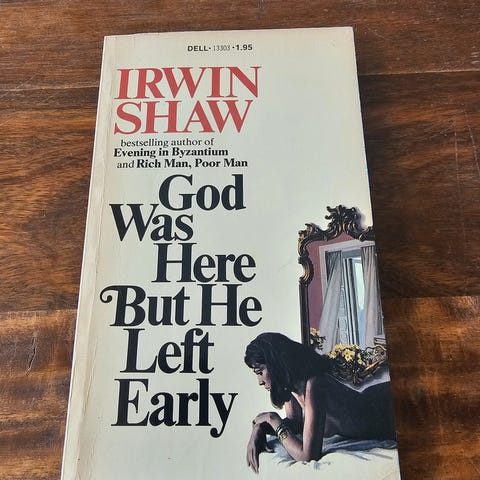 DELL • 13303 • 1.95
IRWIN
SHAW
bestselling author of
Evening in Byzantium
and Rich Man, Poor Man
God
Was
Here
But He
Left
Early